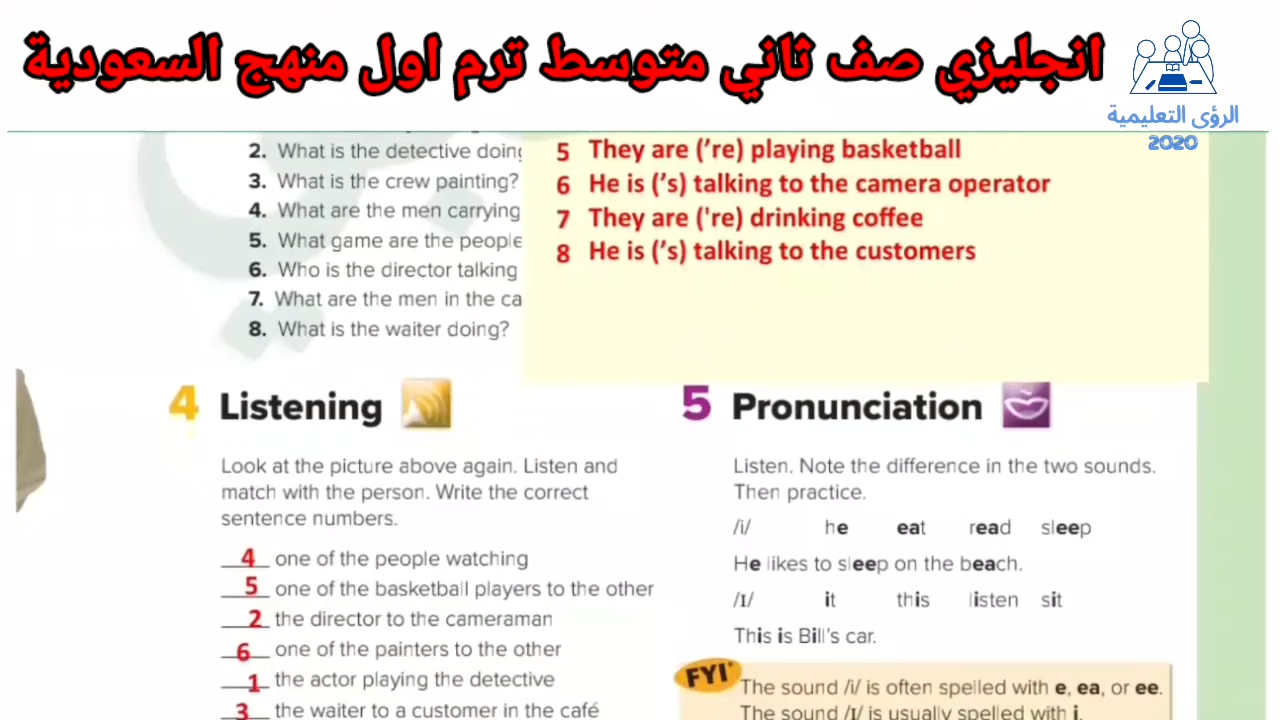 انجليزي صف ثاني متوسط ترم اول منهج السعودية
الرؤى التعليمية
2020
2. What is the detective doing
3. What is the crew painting?
4. What are the men carrying
5. What game are the people
6. Who is the director talking
7. What are the men in the ca
8. What is the waiter doing?
5 They are ('re) playing basketball
6 He is ('s) talking to the camera operator
7 They are ('re) drinking coffee
8 He is ('s) talking to the customers
4 Listening
Look at the picture above again. Listen and
match with the person. Write the correct
sentence numbers.
4 one of the people watching
5 one of the basketball players to the other
2 the director to the cameraman
6 one of the painters to the other
1 the actor playing the detective
3 the waiter to a customer in the café
5 Pronunciation
Listen. Note the difference in the two sounds.
Then practice.
/i/ he eat read sleep
He likes to sleep on the beach.
/ɪ/ it this listen sit
This is Bill's car.
FYI
The sound /i/ is often spelled with e, ea, or ee.
The sound /ɪ/ is usually spelled with i.